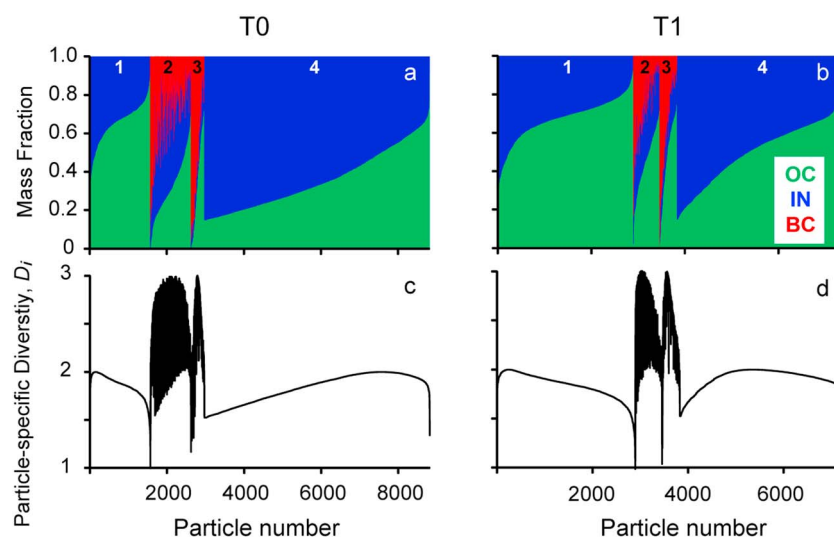 T0
T1
1.0
0.8
0.6
0.4
0.2
0
Mass Fraction
1
2
3
4
a
1
2
3
4
b
OC
IN
BC
3
2
1
Particle-specific Diverstiy, Di
c
d
2000
4000
6000
8000
2000
4000
6000
Particle number
Particle number